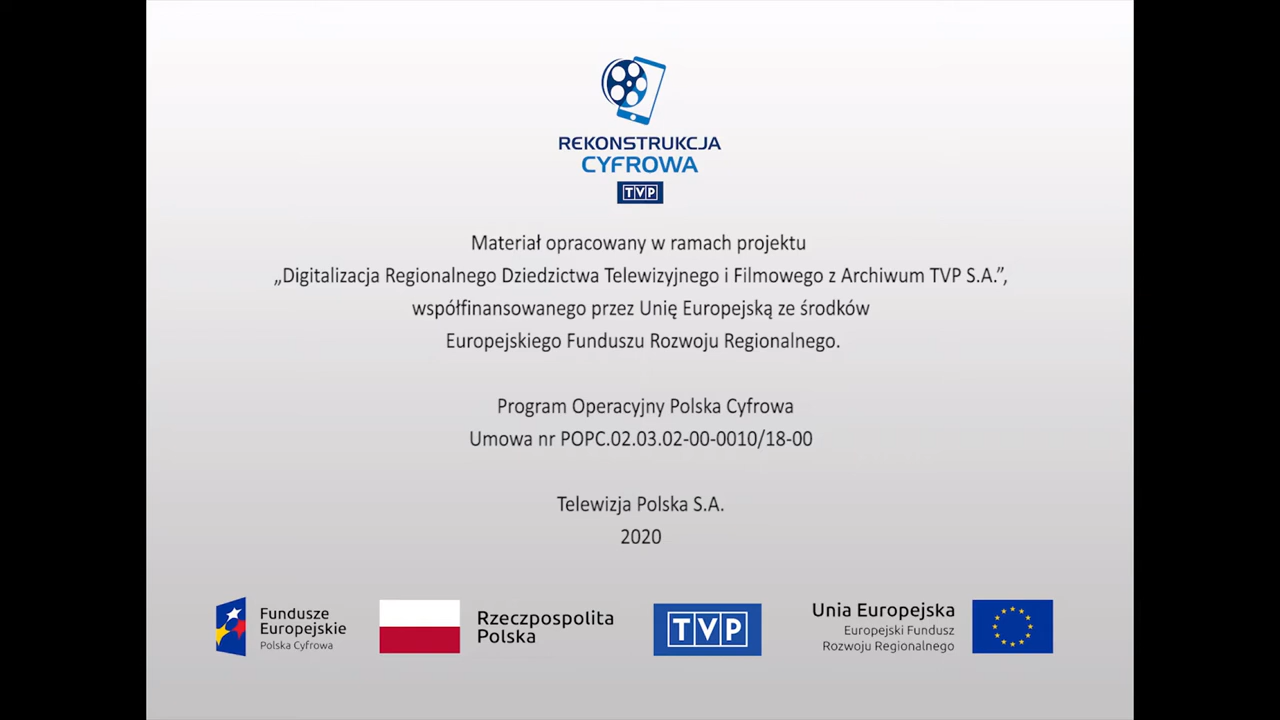 REKONSTRUKCJA
CYFROWA
TVP
Materiał opracowany w ramach projektu
„Digitalizacja Regionalnego Dziedzictwa Telewizyjnego i Filmowego z Archiwum TVP S.A.”,
współfinansowanego przez Unię Europejską ze środków
Europejskiego Funduszu Rozwoju Regionalnego.
Program Operacyjny Polska Cyfrowa
Umowa nr POPC.02.03.02-00-0010/18-00
Telewizja Polska S.A.
2020
Fundusze
Europejskie
Polska Cyfrowa
Rzeczpospolita
Polska
TVP
Unia Europejska
Europejski Fundusz
Rozwoju Regionalnego